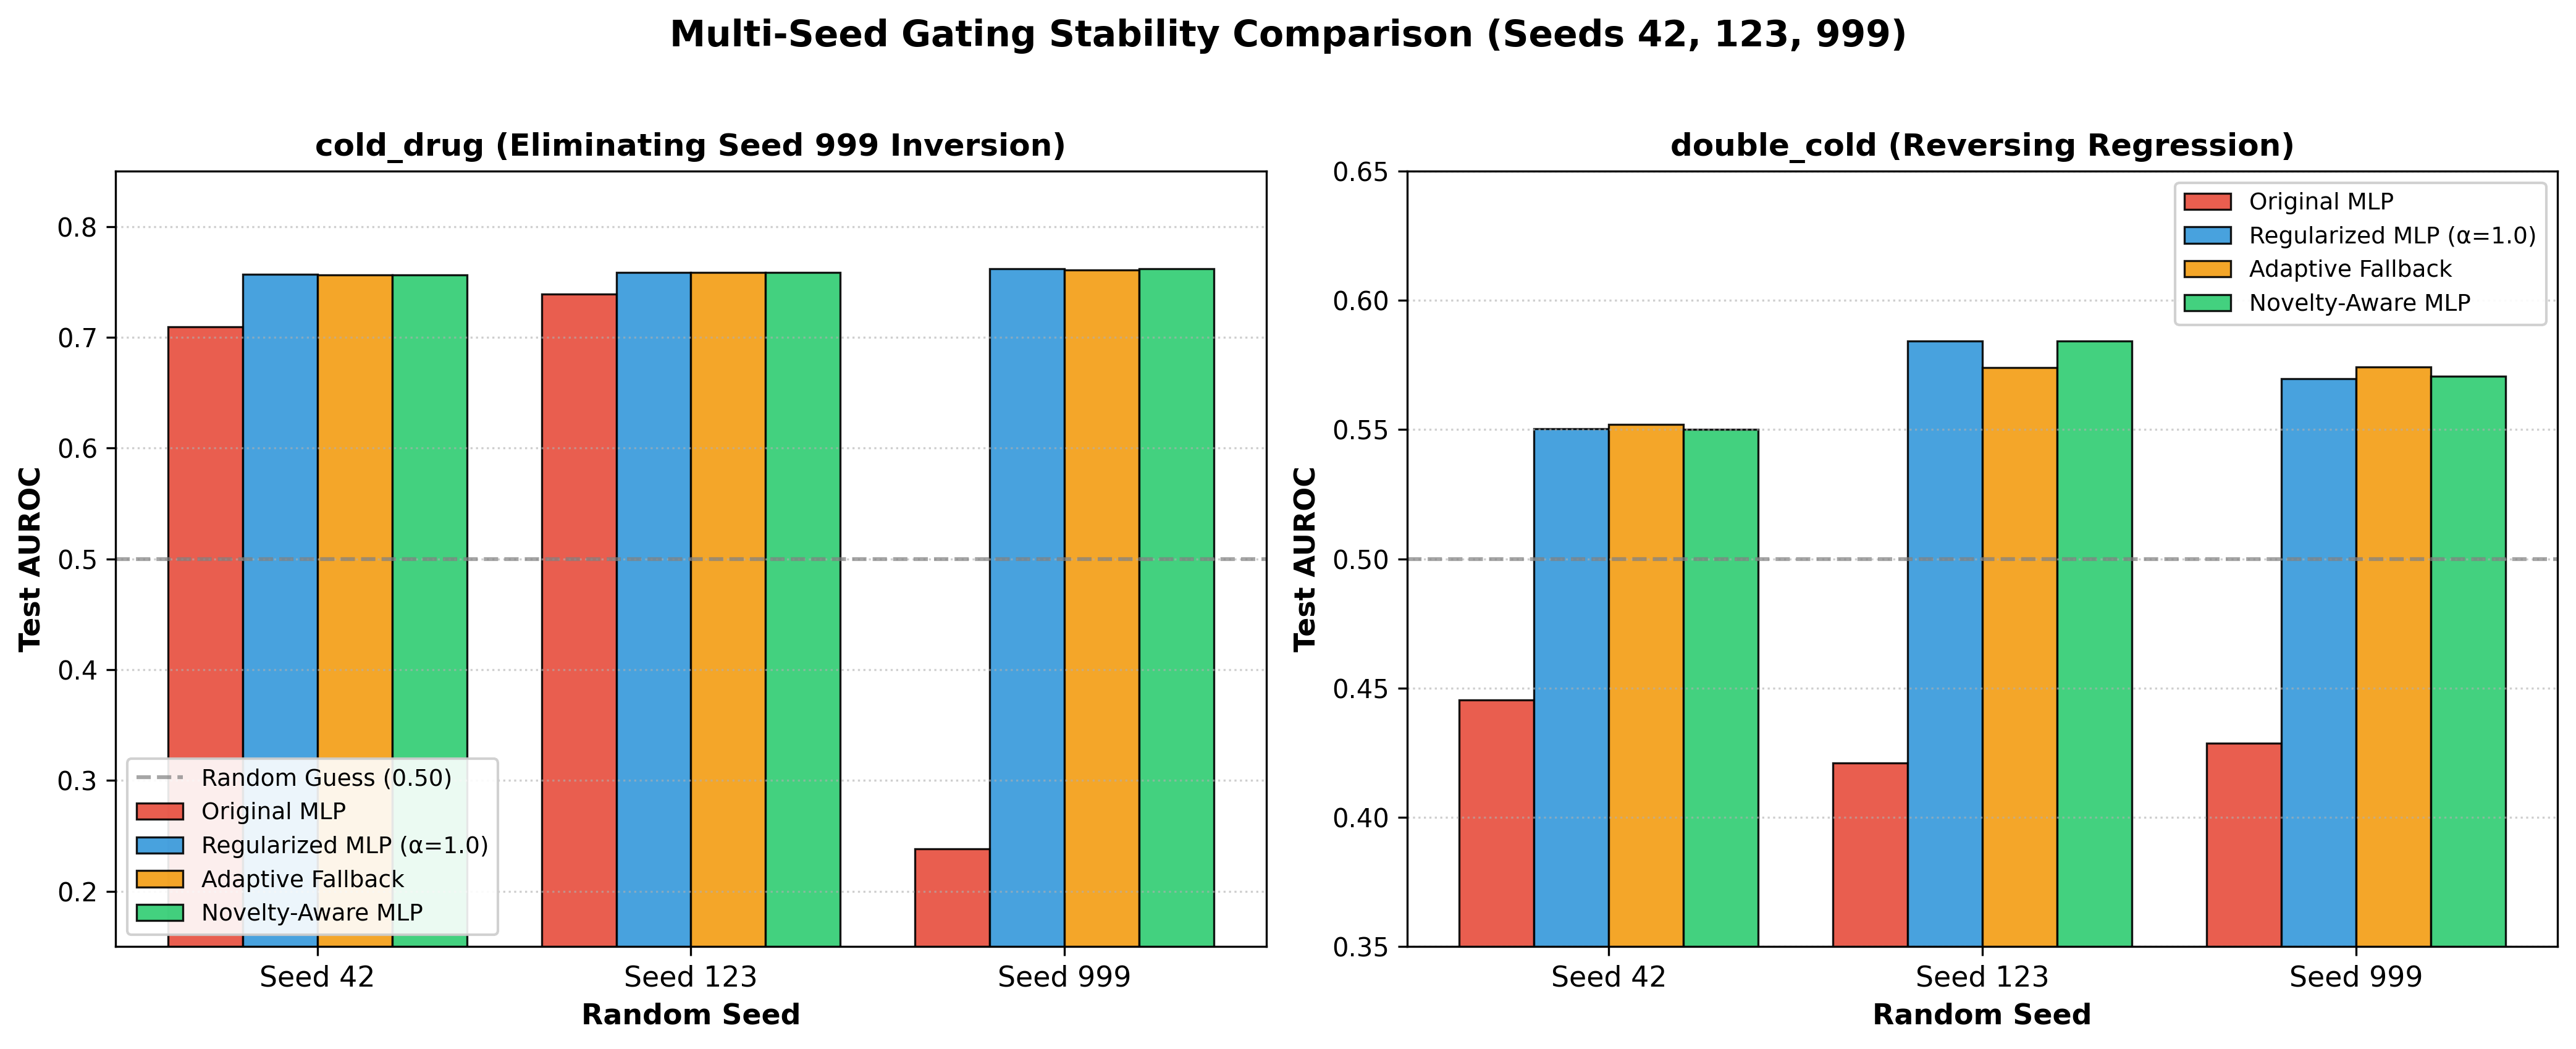 Multi-Seed Gating Stability Comparison (Seeds 42, 123, 999)
cold_drug (Eliminating Seed 999 Inversion)
Test AUROC
0.8
0.7
0.6
0.5
0.4
0.3
0.2
Random Guess (0.50)
Original MLP
Regularized MLP (α=1.0)
Adaptive Fallback
Novelty-Aware MLP
Seed 42
Seed 123
Seed 999
Random Seed
double_cold (Reversing Regression)
Test AUROC
0.65
0.60
0.55
0.50
0.45
0.40
0.35
Original MLP
Regularized MLP (α=1.0)
Adaptive Fallback
Novelty-Aware MLP
Seed 42
Seed 123
Seed 999
Random Seed